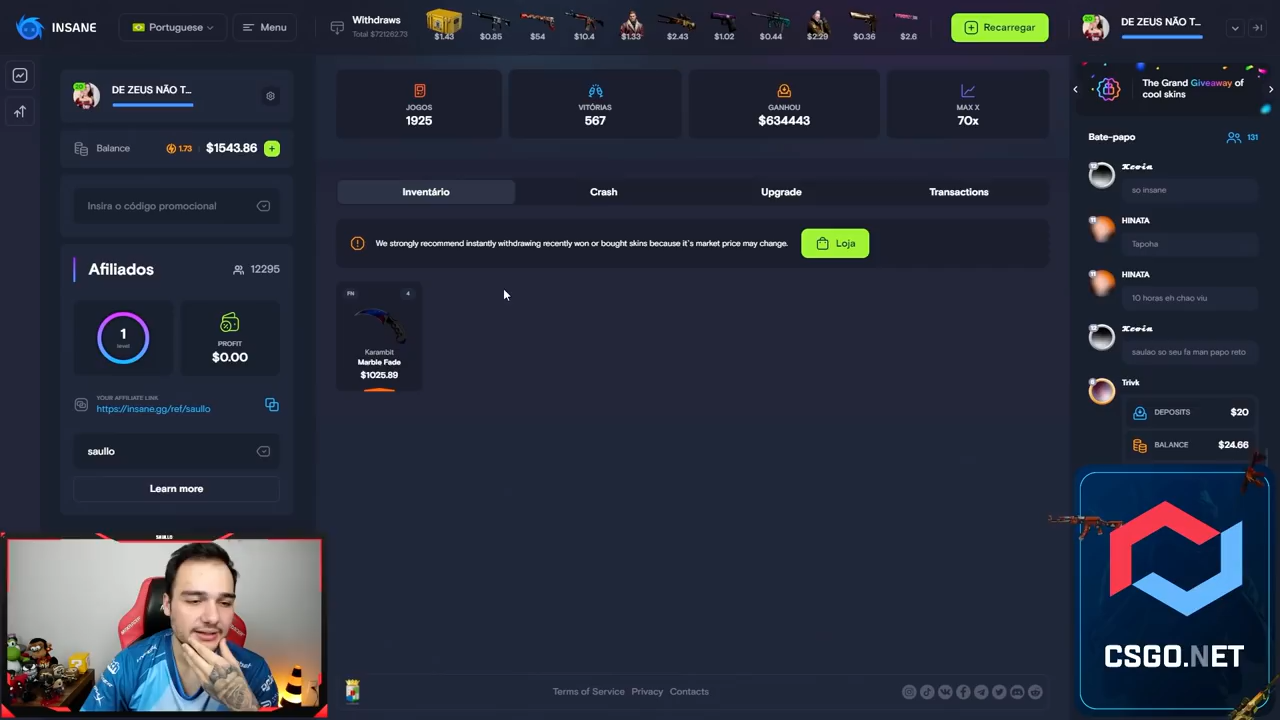 INSANE
Portuguese
Menu
Withdraws
Total $721262.73
$1.43
$0.85
$54
$10.4
$1.33
$2.43
$1.02
$0.44
$2.29
$0.36
$2.6
Recarregar
20
DE ZEUS NÃO T...
20
DE ZEUS NÃO T...
Balance
1.73
$1543.86
Insira o código promocional
Afiliados
12295
1
level
PROFIT
$0.00
YOUR AFFILIATE LINK
https://insane.gg/ref/saullo
saullo
Learn more
JOGOS
1925
VITÓRIAS
567
GANHOU
$634443
MAX X
70x
Inventário
Crash
Upgrade
Transactions
We strongly recommend instantly withdrawing recently won or bought skins because it's market price may change.
Loja
FN
4
Karambit
Marble Fade
$1025.89
Terms of Service
Privacy
Contacts
The Grand Giveaway of
cool skins
Bate-papo
131
so insane
HINATA
Tapoha
HINATA
10 horas eh chao viu
saulao so seu fa man papo reto
Trivk
DEPOSITS
$20
BALANCE
$24.66
SAULLO
CSGO.NET